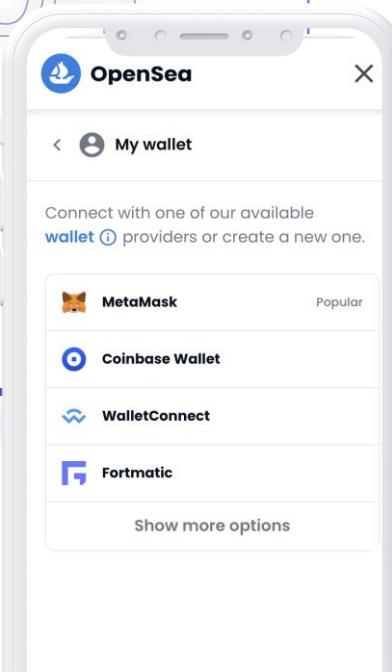 OpenSea
My wallet
Connect with one of our available
wallet providers or create a new one.
MetaMask Popular
Coinbase Wallet
WalletConnect
Fortmatic
Show more options